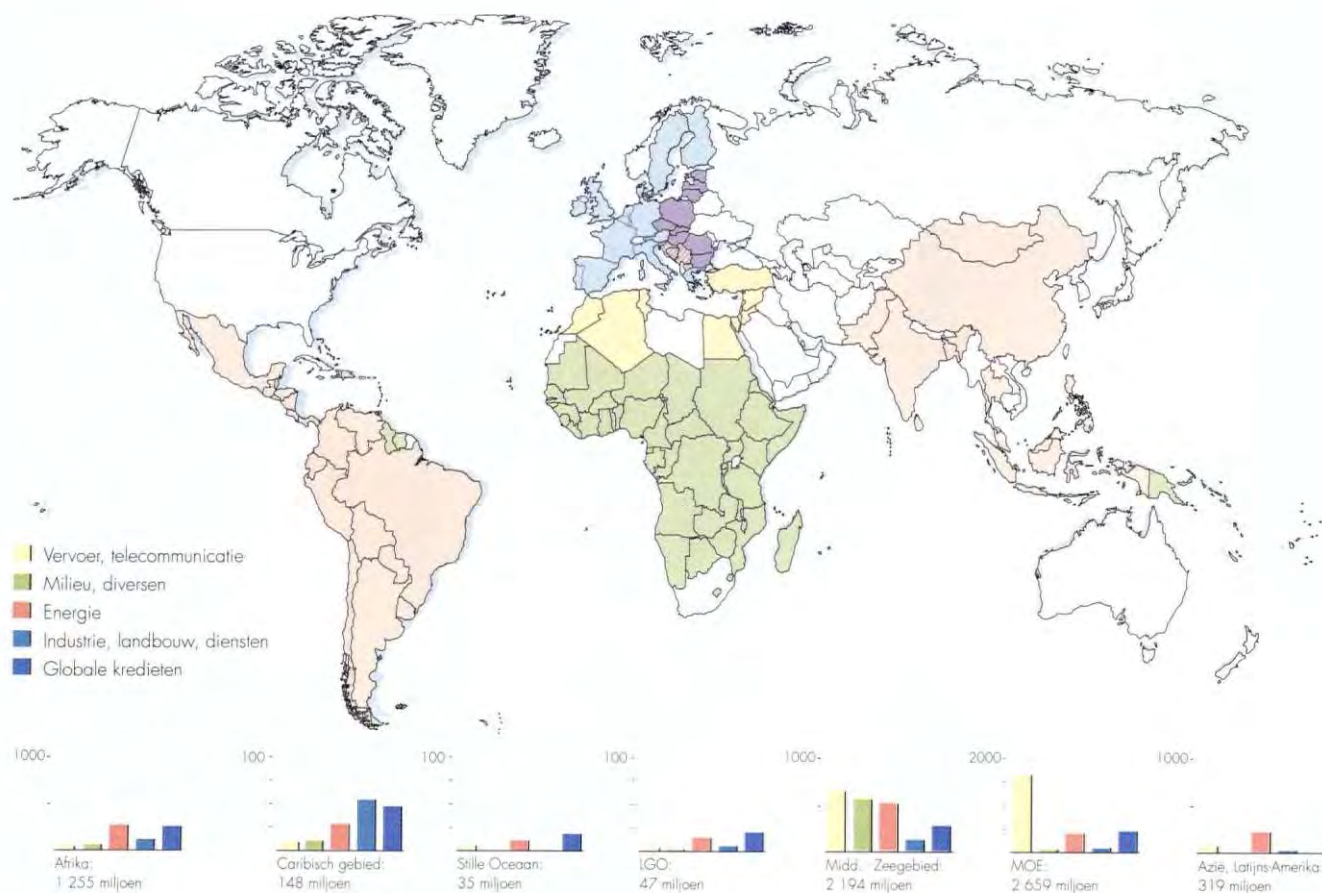 Vervoer, telecommunicatie
Milieu, diversen
Energie
Industrie, landbouw, diensten
Globale kredieten
1000-
100-
100-
100-
1000-
2000-
1000-
Afrika:
1 255 miljoen
Caribisch gebied:
148 miljoen
Stille Oceaan:
35 miljoen
LGO:
47 miljoen
Midd. -Zeegebied:
2 194 miljoen
MOE:
2 659 miljoen
Azië, Latijns-Amerika:
319 miljoen